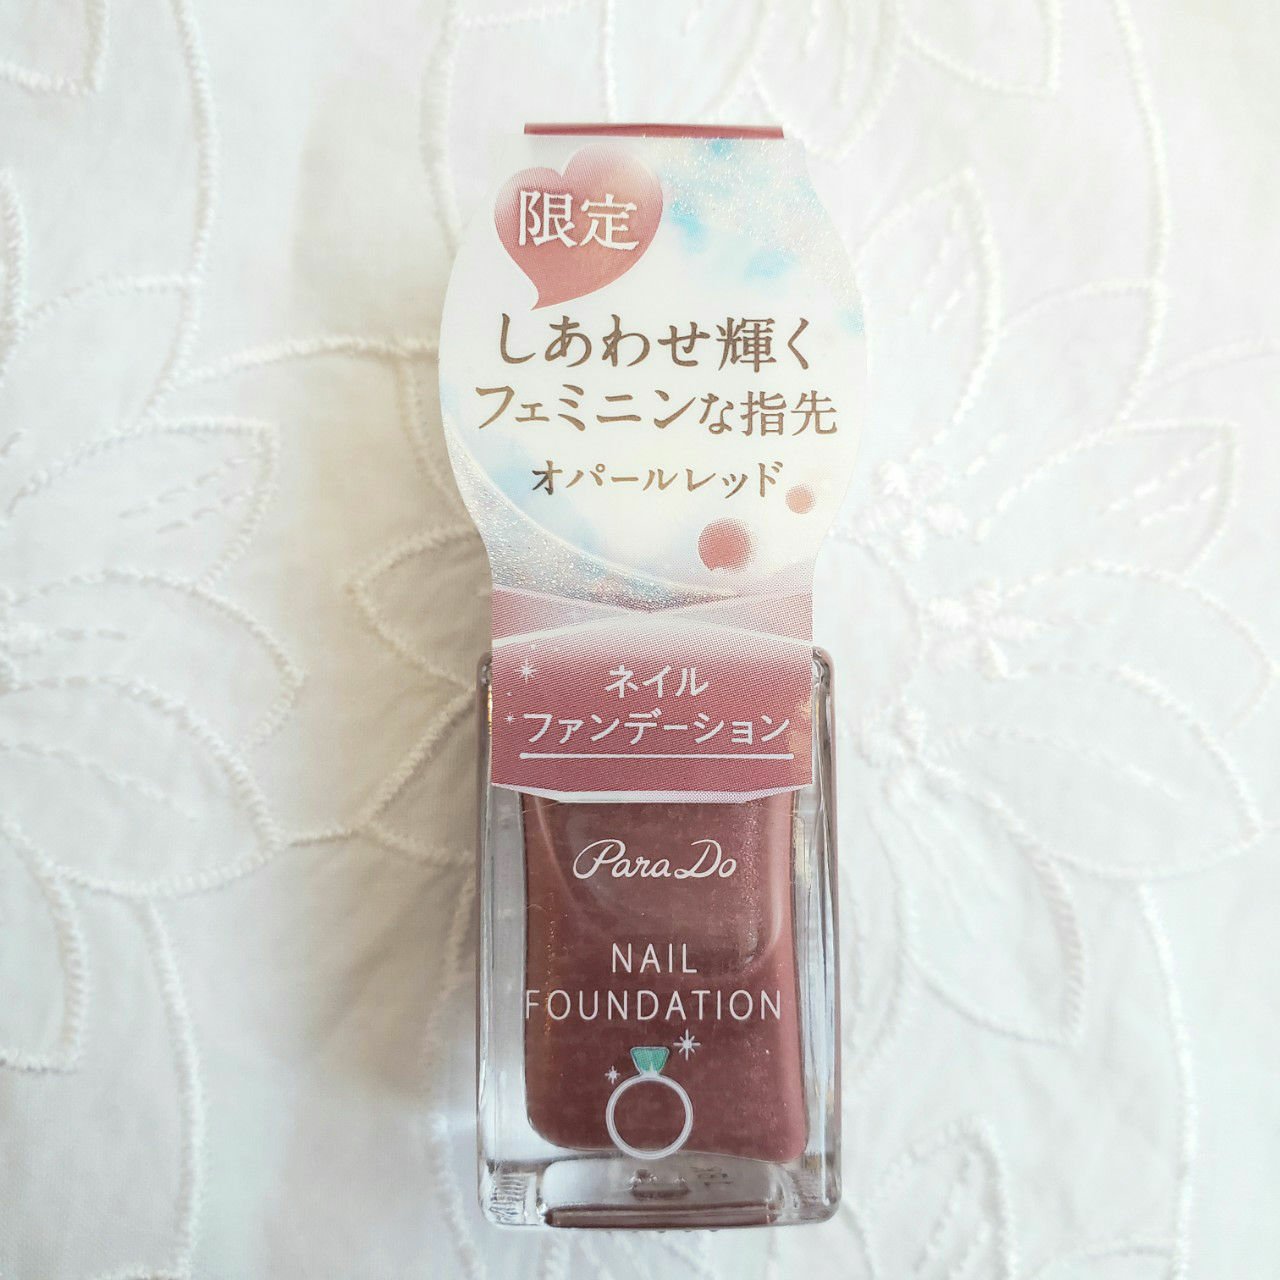 限定
しあわせ輝く
フェミニンな指先
オパールレッド
ネイル
ファンデーション
ParaDo
NAIL
FOUNDATION